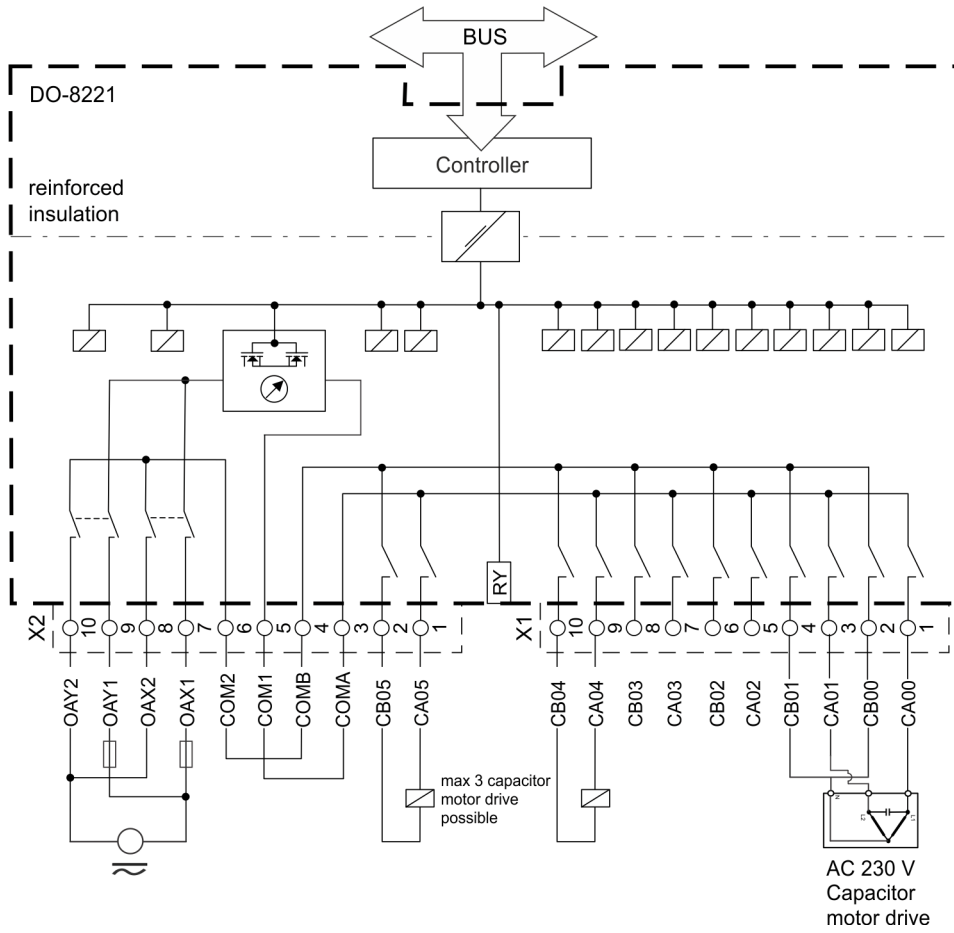 BUS
DO-8221
Controller
reinforced
insulation
RY
X2
10
9
8
7
6
5
4
3
2
1
X1
10
9
8
7
6
5
4
3
2
1
OAY2
OAY1
OAX2
OAX1
COM2
COM1
COMB
COMA
CB05
CA05
CB04
CA04
CB03
CA03
CB02
CA02
CB01
CA01
CB00
CA00
max 3 capacitor
motor drive
possible
N
L2
L1
AC 230 V
Capacitor
motor drive